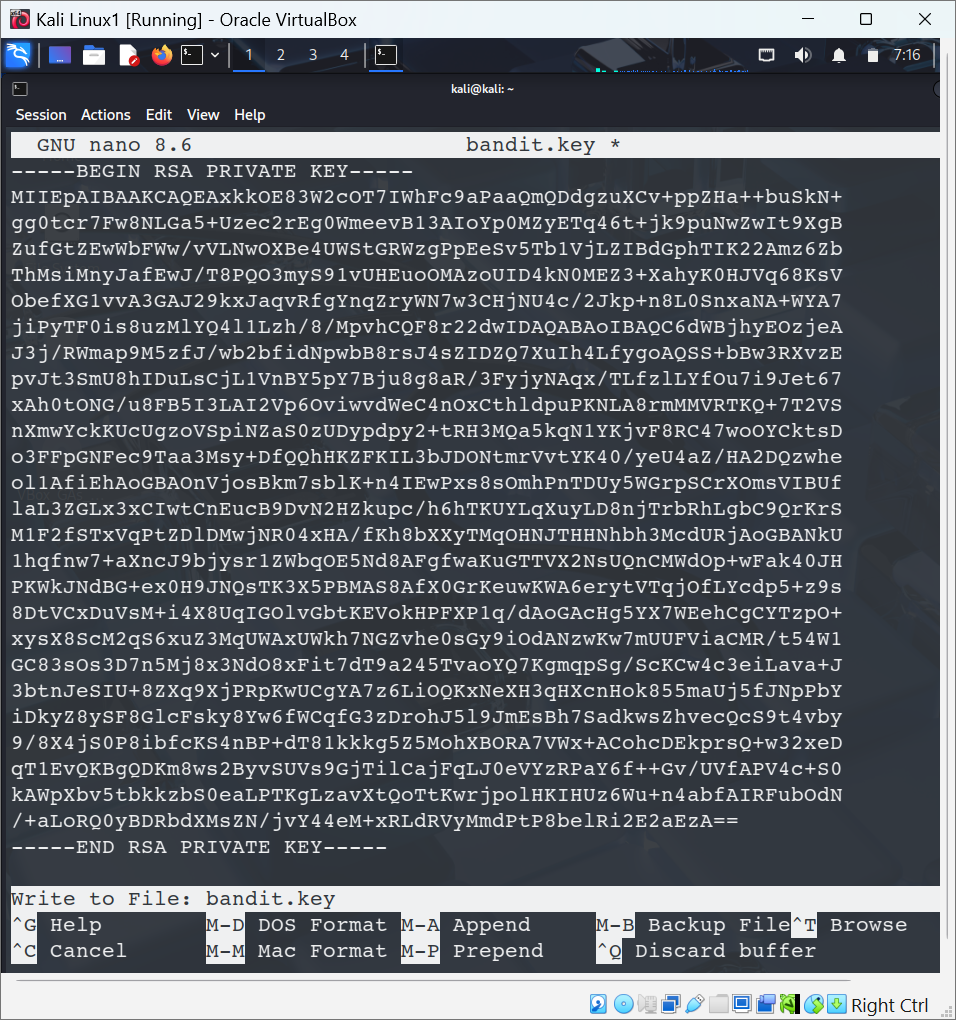 Kali Linux1 [Running] - Oracle VirtualBox
1 2 3 4 7:16
kali@kali: ~
Session Actions Edit View Help
GNU nano 8.6 bandit.key *
-----BEGIN RSA PRIVATE KEY-----
MIIEpAIBAAKCAQEAxkkOE83W2cOT7IWhFc9aPaaQmQDdgzuXCv+ppZHa++buSkN+
gg0tcr7Fw8NLGa5+Uzec2rEg0WmeevB13AIoYp0MZyETq46t+jk9puNwZwIt9XgB
ZufGtZEwWbFWw/vVLNwOXBe4UWStGRWzgPpEeSv5Tb1VjLZIBdGphTIK22Amz6Zb
ThMsiMnyJafEwJ/T8PQO3myS91vUHEuoOMAzoUID4kN0MEZ3+XahyK0HJVq68KsV
ObefXG1vvA3GAJ29kxJaqvRfgYnqZryWN7w3CHjNU4c/2Jkp+n8L0SnxaNA+WYA7
jiPyTF0is8uzMlYQ4l1Lzh/8/MpvhCQF8r22dwIDAQABAoIBAQC6dWBjhyEOzjeA
J3j/RWmap9M5zfJ/wb2bfidNpwbB8rsJ4sZIDZQ7XuIh4LfygoAQSS+bBw3RXvzE
pvJt3SmU8hIDuLsCjL1VnBY5pY7Bju8g8aR/3FyjyNAqx/TLfzlLYfOu7i9Jet67
xAh0tONG/u8FB5I3LAI2Vp6OviwvdWeC4nOxCthldpuPKNLA8rmMMVRTKQ+7T2VS
nXmwYckKUcUgzoVSpiNZaS0zUDypdpy2+tRH3MQa5kqN1YKjvF8RC47woOYCktsD
o3FFpGNFec9Taa3Msy+DfQQhHKZFKIL3bJDONtmrVvtYK40/yeU4aZ/HA2DQzwhe
ol1AfiEhAoGBAOnVjosBkm7sblK+n4IEwPxs8sOmhPnTDUy5WGrpSCrXOmsVIBUf
laL3ZGLx3xCIwtCnEucB9DvN2HZkupc/h6hTKUYLqXuyLD8njTrbRhLgbC9QrKrS
M1F2fSTxVqPtZDlDMwjNR04xHA/fKh8bXXyTMqOHNJTHHNhbh3McdURjAoGBANkU
1hqfnw7+aXncJ9bjysr1ZWbqOE5Nd8AFgfwaKuGTTVX2NsUQnCMWdOp+wFak40JH
PKWkJNdBG+ex0H9JNQsTK3X5PBMAS8AfX0GrKeuwKWA6erytVTqjOfLYcdp5+z9s
8DtVCxDuVsM+i4X8UqIGOlvGbtKEVokHPFXP1q/dAoGAcHg5YX7WEehCgCYTzpO+
xysX8ScM2qS6xuZ3MqUWAxUWkh7NGZvhe0sGy9iOdANzwKw7mUUFViaCMR/t54W1
GC83sOs3D7n5Mj8x3NdO8xFit7dT9a245TvaoYQ7KgmqpSg/ScKCw4c3eiLava+J
3btnJeSIU+8ZXq9XjPRpKwUCgYA7z6LiOQKxNeXH3qHXcnHok855maUj5fJNpPbY
iDkyZ8ySF8GlcFsky8Yw6fWCqfG3zDrohJ5l9JmEsBh7SadkwsZhvecQcS9t4vby
9/8X4jS0P8ibfcKS4nBP+dT81kkkg5Z5MohXBORA7VWx+ACohcDEkprsQ+w32xeD
qT1EvQKBgQDKm8ws2ByvSUVs9GjTilCajFqLJ0eVYzRPaY6f++Gv/UVfAPV4c+S0
kAWpXbv5tbkkzbS0eaLPTKgLzavXtQoTtKwrjpolHKIHUz6Wu+n4abfAIRFubOdN
/+aLoRQ0yBDRbdXMsZN/jvY44eM+xRLdRVyMmdPtP8belRi2E2aEzA==
-----END RSA PRIVATE KEY-----
Write to File: bandit.key
^G Help M-D DOS Format M-A Append M-B Backup File ^T Browse
^C Cancel M-M Mac Format M-P Prepend ^Q Discard buffer
Right Ctrl